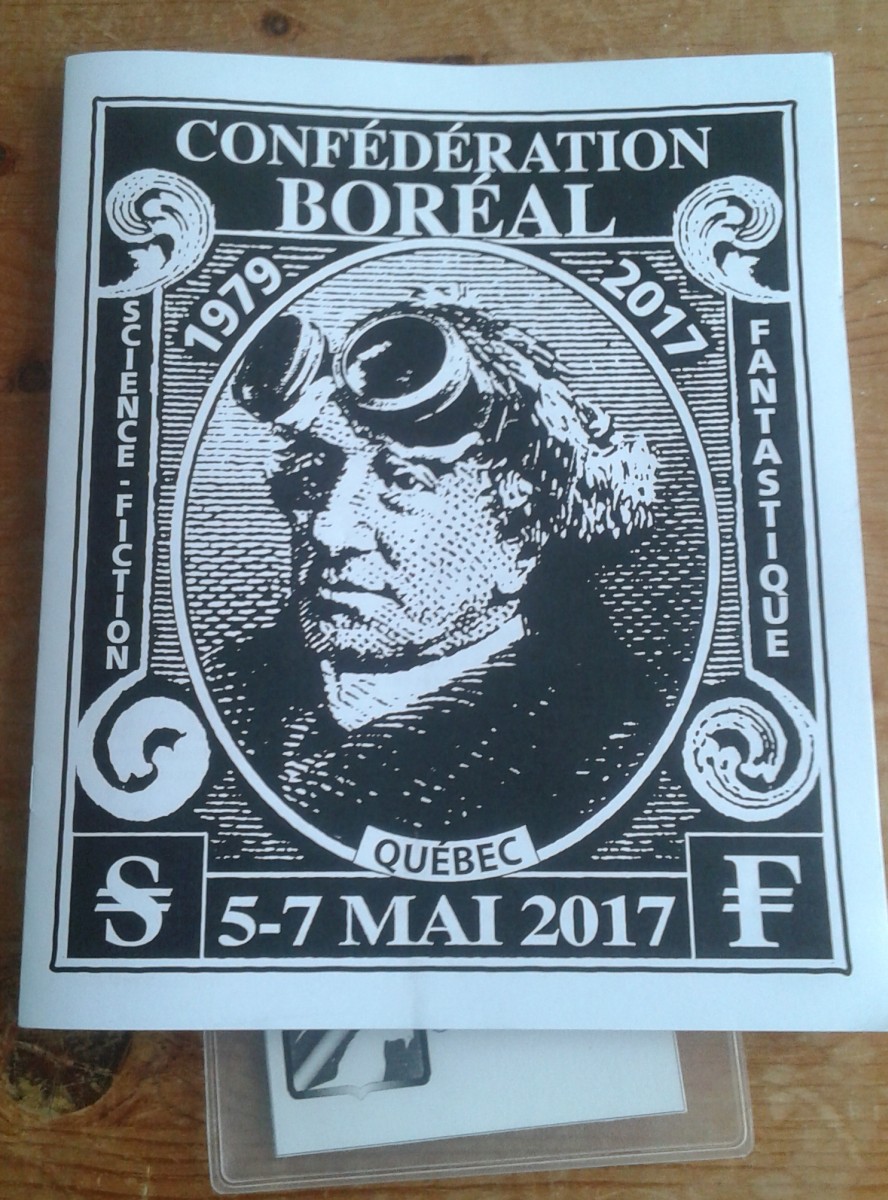 CONFÉDÉRATION
BORÉAL
1979
2017
SCIENCE-FICTION
FANTASTIQUE
QUÉBEC
S
5-7 MAI 2017
F